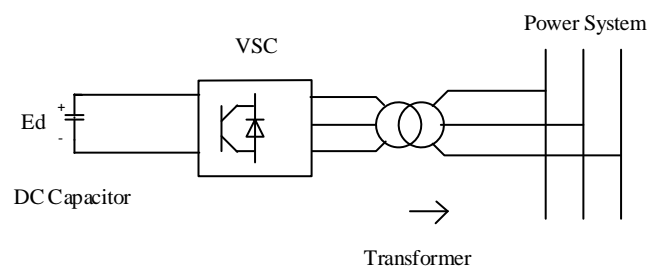 Power System
VSC
+
Ed
-
DC Capacitor
Transformer